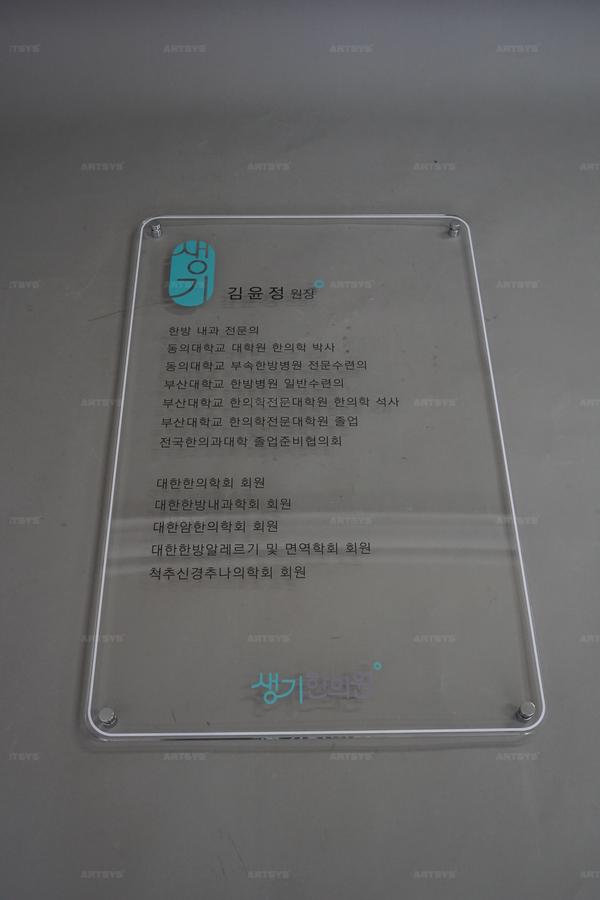 생기
김윤정 원장
한방 내과 전문의
동의대학교 대학원 한의학 박사
동의대학교 부속한방병원 전문수련의
부산대학교 한방병원 일반수련의
부산대학교 한의학전문대학원 한의학 석사
부산대학교 한의학전문대학원 졸업
전국한의과대학 졸업준비협의회
대한한의학회 회원
대한한방내과학회 회원
대한암한의학회 회원
대한한방알레르기 및 면역학회 회원
척추신경추나의학회 회원
생기한의원
ARTSYS